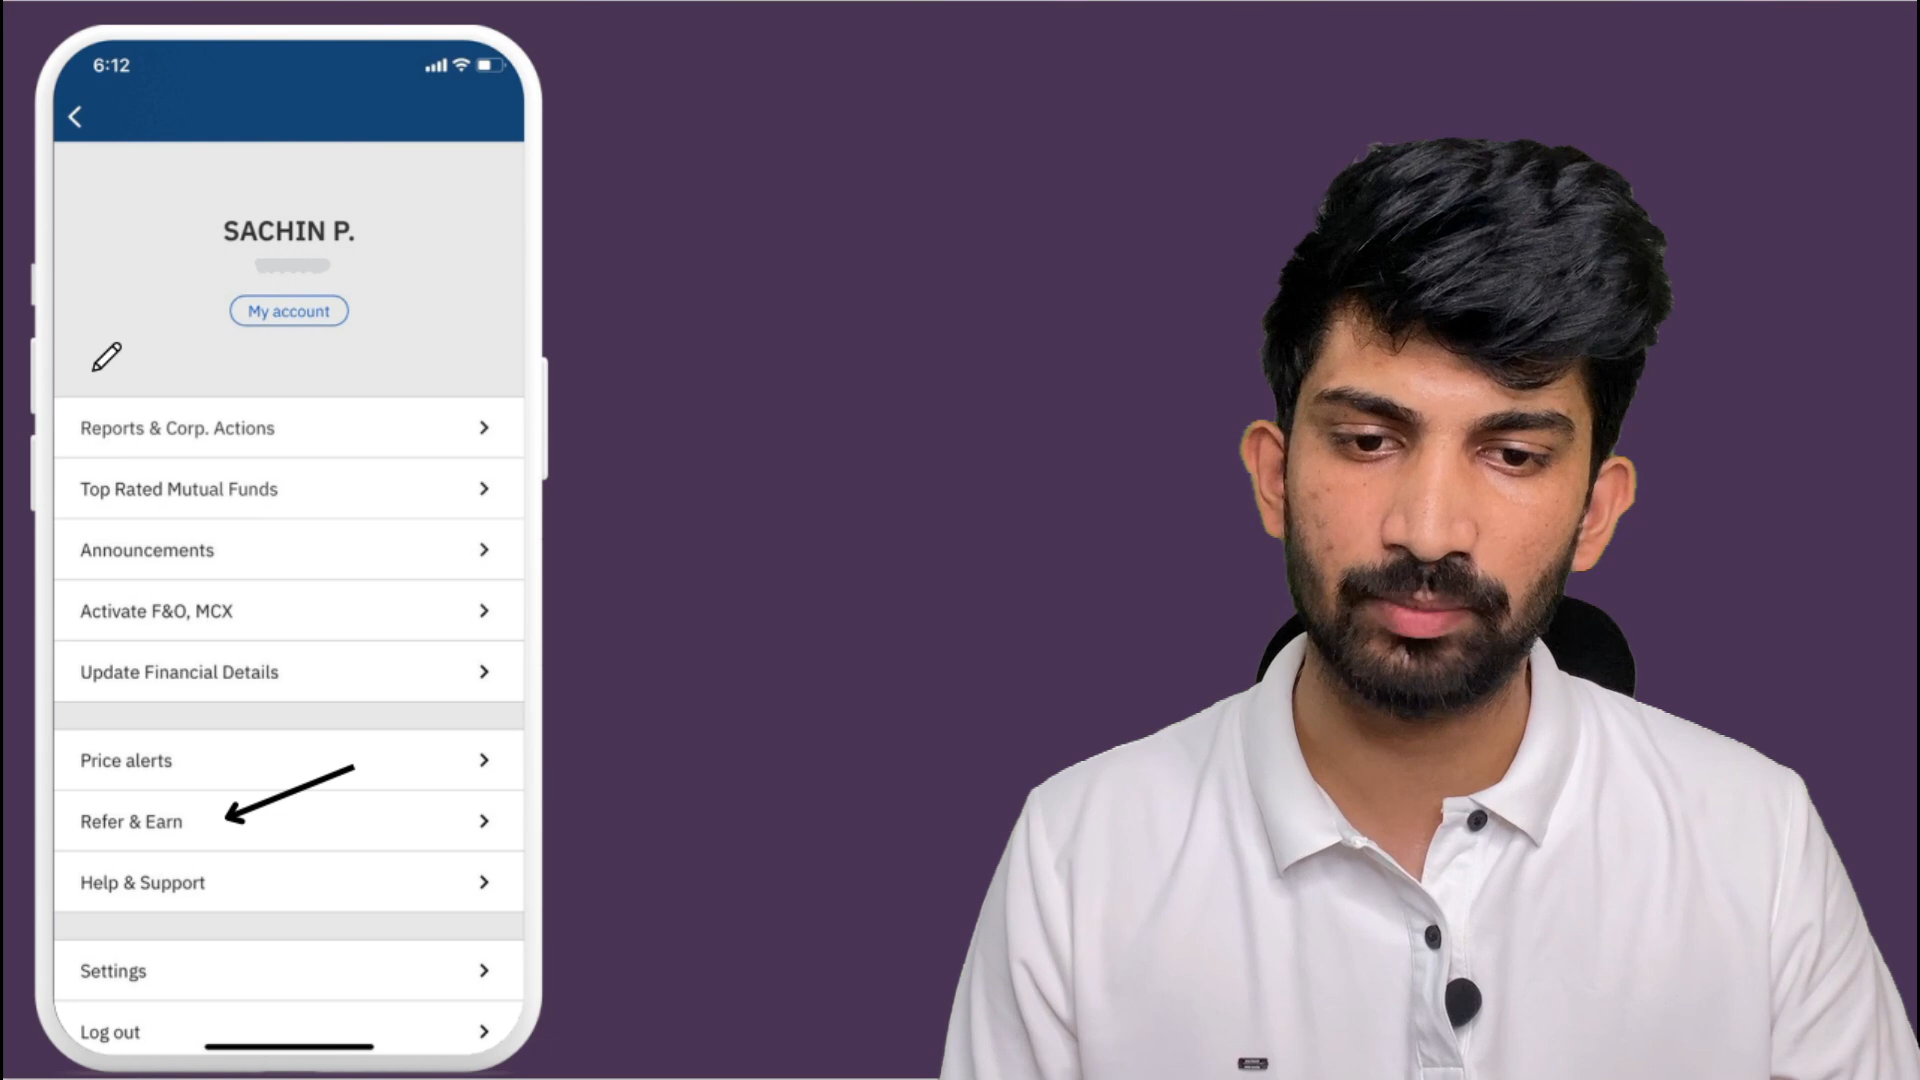 6:12
SACHIN P.
My account
Reports & Corp. Actions
Top Rated Mutual Funds
Announcements
Activate F&O, MCX
Update Financial Details
Price alerts
Refer & Earn
Help & Support
Settings
Log out